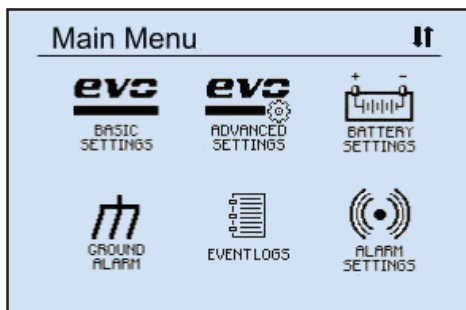 Main Menu
evo
BASIC
SETTINGS
evo
ADVANCED
SETTINGS
+ -
BATTERY
SETTINGS
GROUND
ALARM
EVENTLOGS
ALARM
SETTINGS